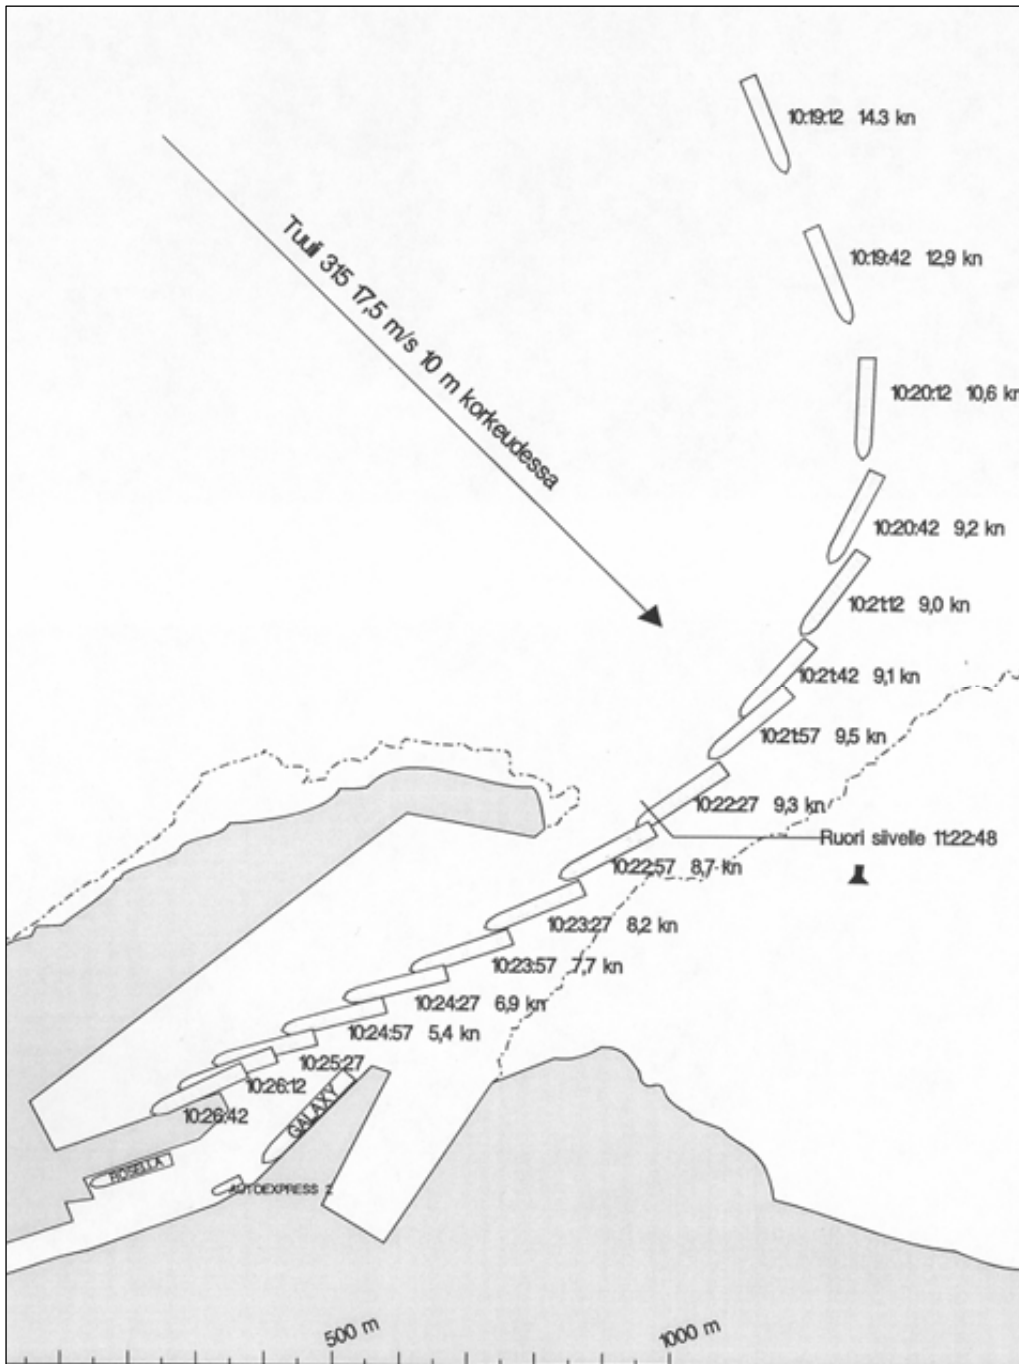 10:19:12 14.3 kn
10:19:42 12,9 kn
Tuuli 315 17,5 m/s 10 m korkeudessa
10:20:12 10,6 kn
10:20:42 9,2 kn
10:21:12 9,0 kn
10:21:42 9,1 kn
10:21:57 9,5 kn
10:22:27 9,3 kn
Ruori siivelle 11:22:48
10:22:57 8,7 kn
10:23:27 8,2 kn
10:23:57 7,7 kn
10:24:27 6,9 kn
10:24:57 5,4 kn
10:25:27
10:26:12
10:26:42
GALAXY
ROSELLA
AUTOEXPRESS 2
500 m
1000 m